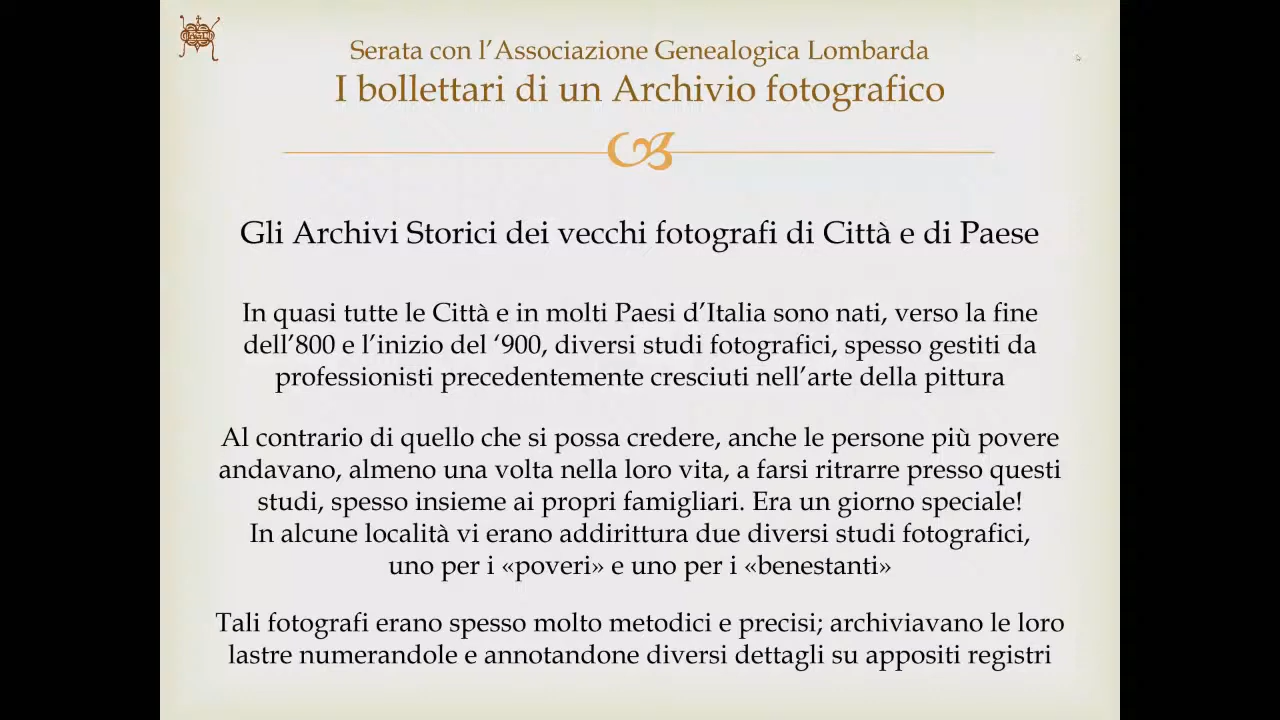 Serata con l’Associazione Genealogica Lombarda
I bollettari di un Archivio fotografico
Gli Archivi Storici dei vecchi fotografi di Città e di Paese
In quasi tutte le Città e in molti Paesi d’Italia sono nati, verso la fine
dell’800 e l’inizio del ‘900, diversi studi fotografici, spesso gestiti da
professionisti precedentemente cresciuti nell’arte della pittura
Al contrario di quello che si possa credere, anche le persone più povere
andavano, almeno una volta nella loro vita, a farsi ritrarre presso questi
studi, spesso insieme ai propri famigliari. Era un giorno speciale!
In alcune località vi erano addirittura due diversi studi fotografici,
uno per i «poveri» e uno per i «benestanti»
Tali fotografi erano spesso molto metodici e precisi; archiviavano le loro
lastre numerandole e annotandone diversi dettagli su appositi registri